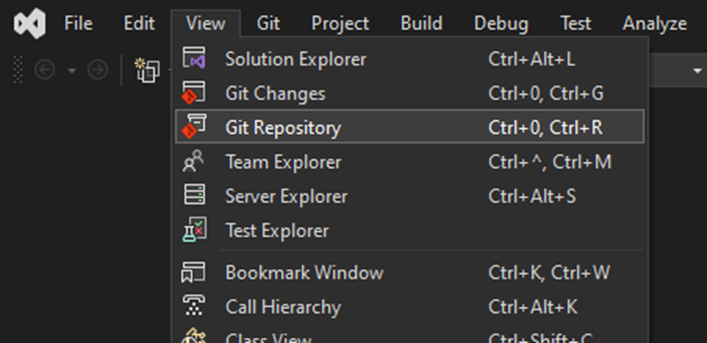 File Edit View Git Project Build Debug Test Analyze
Solution Explorer Ctrl+Alt+L
Git Changes Ctrl+0, Ctrl+G
Git Repository Ctrl+0, Ctrl+R
Team Explorer Ctrl+^, Ctrl+M
Server Explorer Ctrl+Alt+S
Test Explorer
Bookmark Window Ctrl+K, Ctrl+W
Call Hierarchy Ctrl+Alt+K
Class View Ctrl+Shift+C